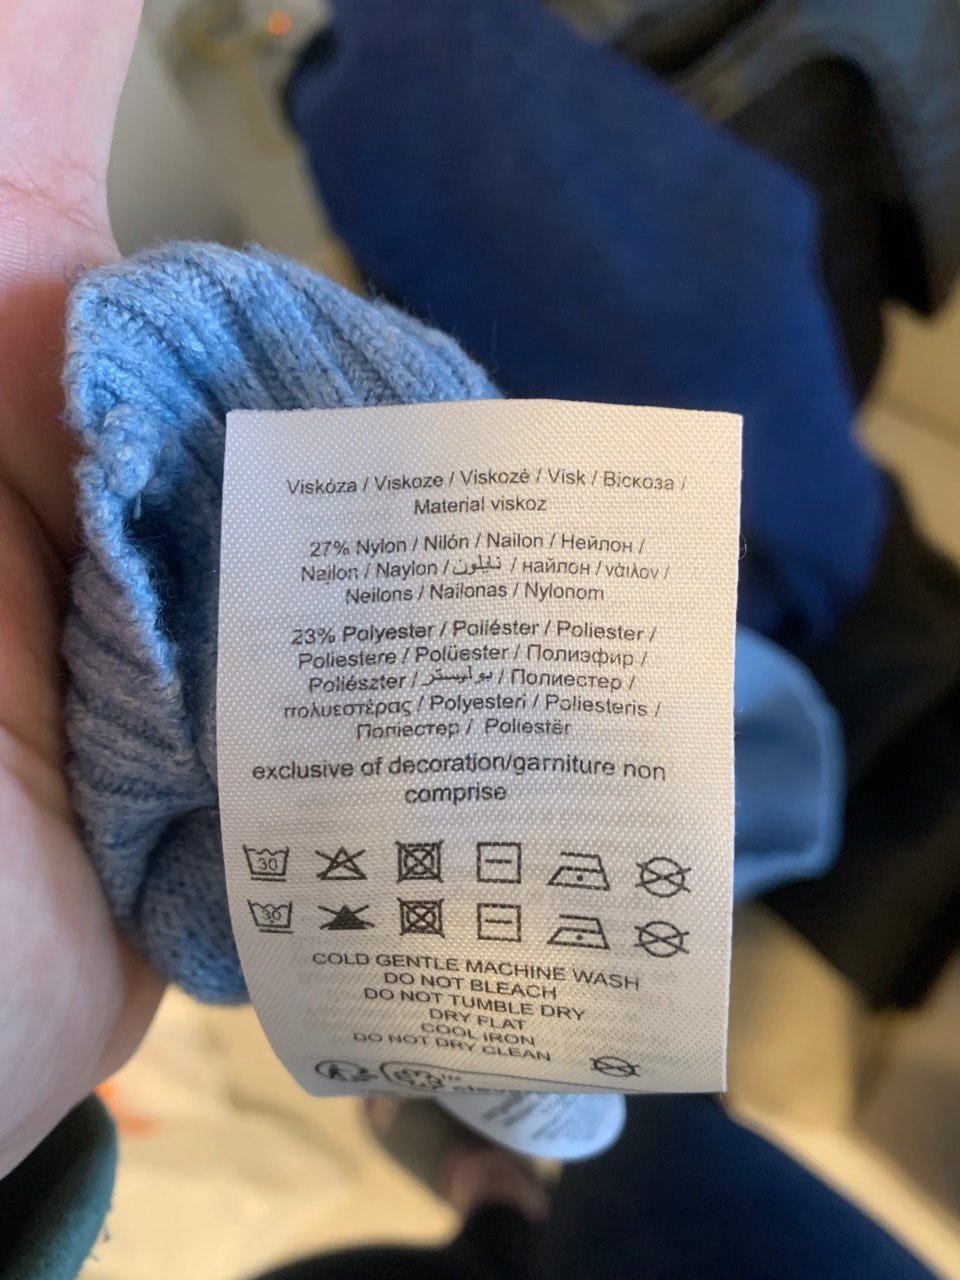 Viskóza / Viskoze / Viskozė / Visk / Віскоза /
Material viskoz
27% Nylon / Nilón / Nailon / Нейлон /
Naılon / Naylon / نايلون / найлон / νάιλον /
Neilons / Nailonas / Nylonom
23% Polyester / Poliéster / Poliester /
Poliestere / Polüester / Полиэфир /
Poliészter / بوليستر / Полиестер /
πολυεστέρας / Polyesteri / Poliesteris /
Поліестер / Poliestër
exclusive of decoration/garniture non
comprise
30
30
COLD GENTLE MACHINE WASH
DO NOT BLEACH
DO NOT TUMBLE DRY
DRY FLAT
COOL IRON
DO NOT DRY CLEAN